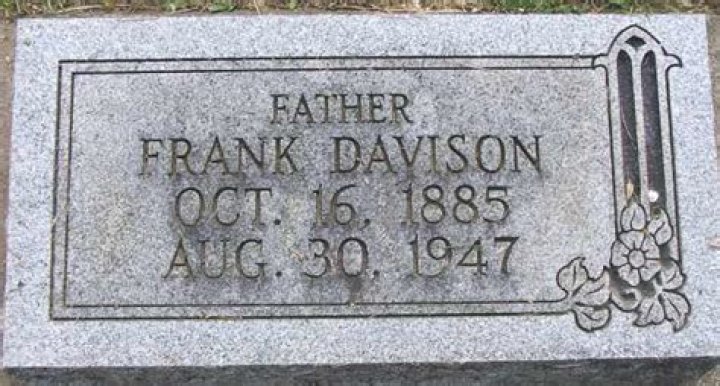 FATHER
FRANK DAVISON
OCT. 16, 1885
AUG. 30, 1947